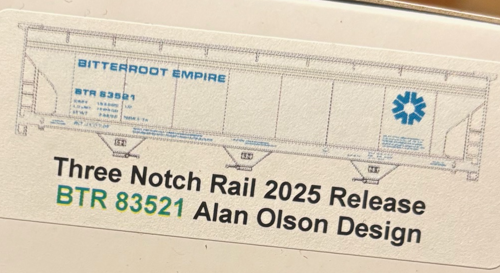 BITTERROOT EMPIRE
BTR 83521
Three Notch Rail 2025 Release
BTR 83521 Alan Olson Design